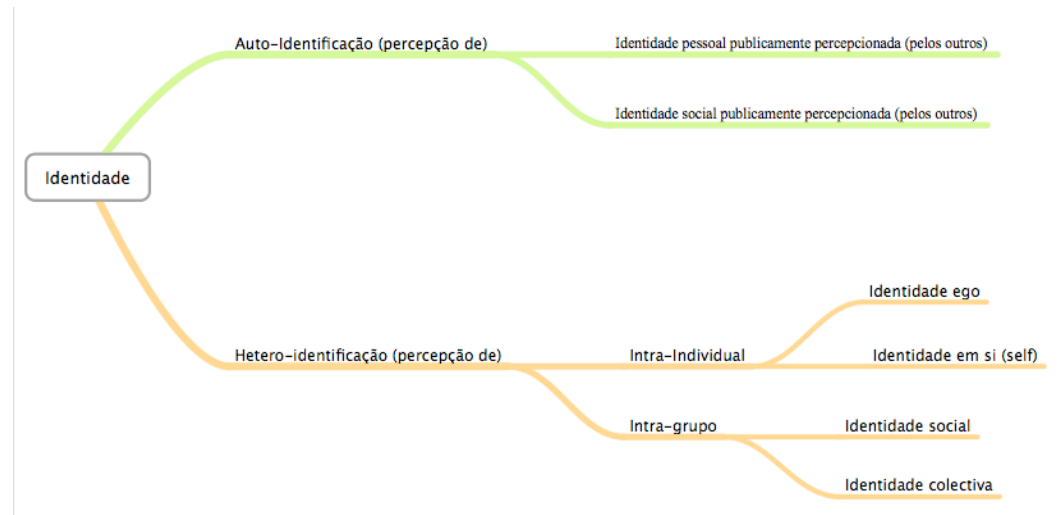 Auto-Identificação (percepção de)
Identidade pessoal publicamente percepcionada (pelos outros)
Identidade social publicamente percepcionada (pelos outros)
Identidade
Identidade ego
Hetero-identificação (percepção de)
Intra-Individual
Identidade em si (self)
Intra-grupo
Identidade social
Identidade colectiva